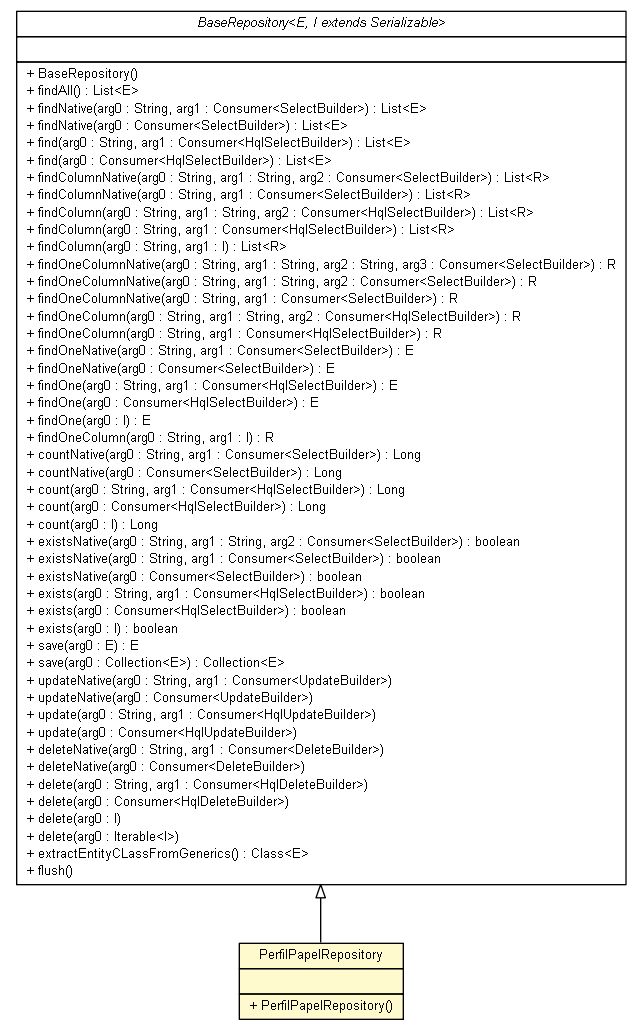 BaseRepository<E, I extends Serializable>
+ BaseRepository()
+ findAll() : List<E>
+ findNative(arg0 : String, arg1 : Consumer<SelectBuilder>) : List<E>
+ findNative(arg0 : Consumer<SelectBuilder>) : List<E>
+ find(arg0 : String, arg1 : Consumer<HqlSelectBuilder>) : List<E>
+ find(arg0 : Consumer<HqlSelectBuilder>) : List<E>
+ findColumnNative(arg0 : String, arg1 : String, arg2 : Consumer<SelectBuilder>) : List<R>
+ findColumnNative(arg0 : String, arg1 : Consumer<SelectBuilder>) : List<R>
+ findColumn(arg0 : String, arg1 : String, arg2 : Consumer<HqlSelectBuilder>) : List<R>
+ findColumn(arg0 : String, arg1 : Consumer<HqlSelectBuilder>) : List<R>
+ findColumn(arg0 : String, arg1 : I) : List<R>
+ findOneColumnNative(arg0 : String, arg1 : String, arg2 : String, arg3 : Consumer<SelectBuilder>) : R
+ findOneColumnNative(arg0 : String, arg1 : String, arg2 : Consumer<SelectBuilder>) : R
+ findOneColumnNative(arg0 : String, arg1 : Consumer<SelectBuilder>) : R
+ findOneColumn(arg0 : String, arg1 : String, arg2 : Consumer<HqlSelectBuilder>) : R
+ findOneColumn(arg0 : String, arg1 : Consumer<HqlSelectBuilder>) : R
+ findOneNative(arg0 : String, arg1 : Consumer<SelectBuilder>) : E
+ findOneNative(arg0 : Consumer<SelectBuilder>) : E
+ findOne(arg0 : String, arg1 : Consumer<HqlSelectBuilder>) : E
+ findOne(arg0 : Consumer<HqlSelectBuilder>) : E
+ findOne(arg0 : I) : E
+ findOneColumn(arg0 : String, arg1 : I) : R
+ countNative(arg0 : String, arg1 : Consumer<SelectBuilder>) : Long
+ countNative(arg0 : Consumer<SelectBuilder>) : Long
+ count(arg0 : String, arg1 : Consumer<HqlSelectBuilder>) : Long
+ count(arg0 : Consumer<HqlSelectBuilder>) : Long
+ count(arg0 : I) : Long
+ existsNative(arg0 : String, arg1 : String, arg2 : Consumer<SelectBuilder>) : boolean
+ existsNative(arg0 : String, arg1 : Consumer<SelectBuilder>) : boolean
+ existsNative(arg0 : Consumer<SelectBuilder>) : boolean
+ exists(arg0 : String, arg1 : Consumer<HqlSelectBuilder>) : boolean
+ exists(arg0 : Consumer<HqlSelectBuilder>) : boolean
+ exists(arg0 : I) : boolean
+ save(arg0 : E) : E
+ save(arg0 : Collection<E>) : Collection<E>
+ updateNative(arg0 : String, arg1 : Consumer<UpdateBuilder>)
+ updateNative(arg0 : Consumer<UpdateBuilder>)
+ update(arg0 : String, arg1 : Consumer<HqlUpdateBuilder>)
+ update(arg0 : Consumer<HqlUpdateBuilder>)
+ deleteNative(arg0 : String, arg1 : Consumer<DeleteBuilder>)
+ deleteNative(arg0 : Consumer<DeleteBuilder>)
+ delete(arg0 : String, arg1 : Consumer<HqlDeleteBuilder>)
+ delete(arg0 : Consumer<HqlDeleteBuilder>)
+ delete(arg0 : I)
+ delete(arg0 : Iterable<I>)
+ extractEntityCLassFromGenerics() : Class<E>
+ flush()
PerfilPapelRepository
+ PerfilPapelRepository()